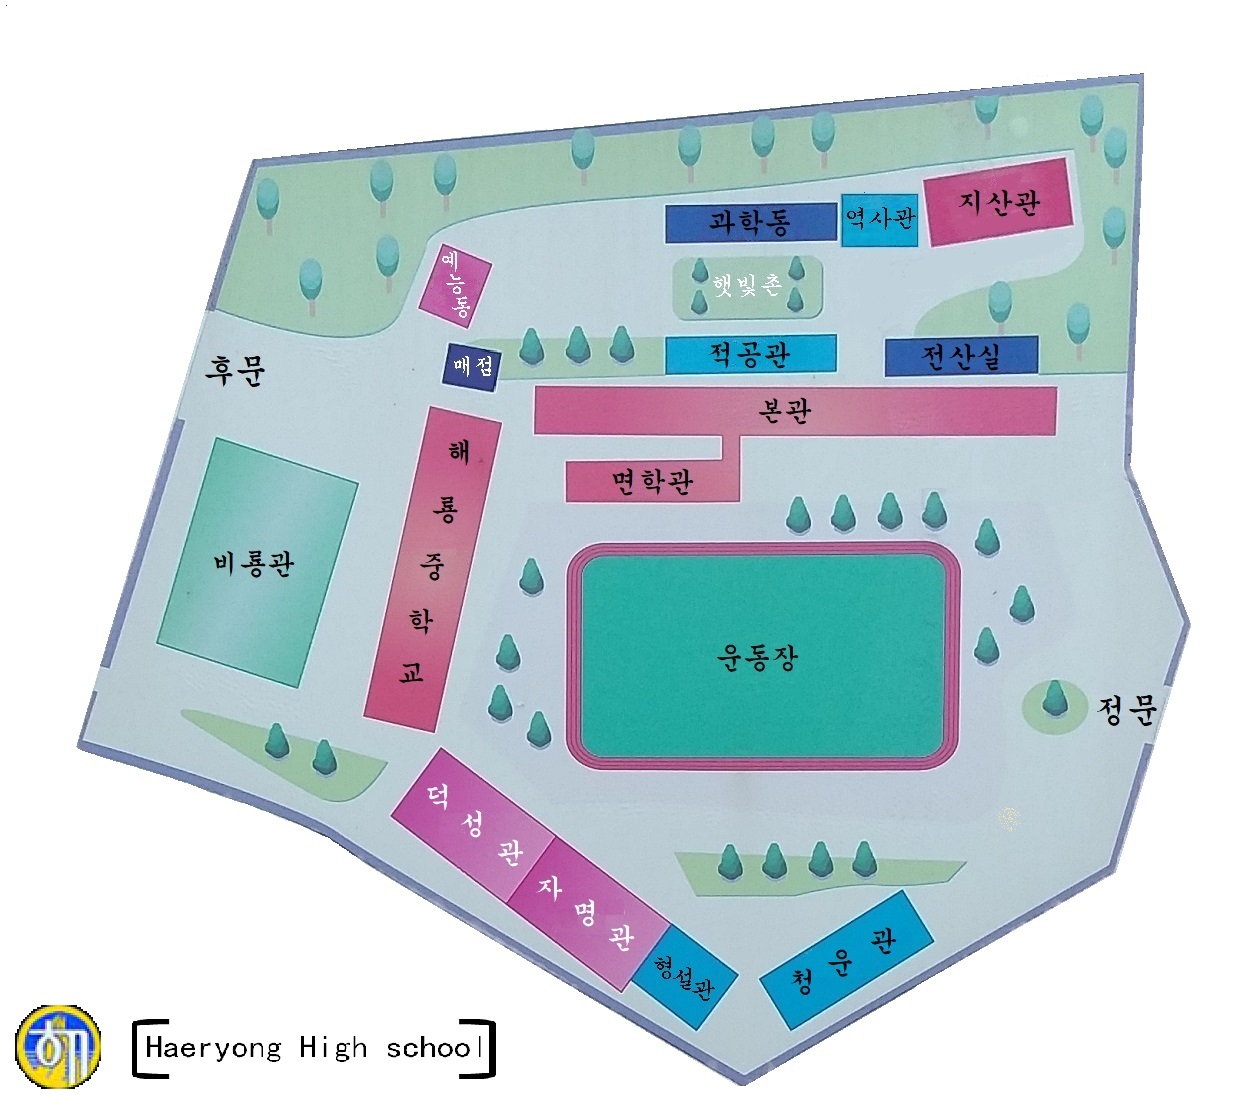 과학동
역사관
지산관
예능동
햇빛촌
매점
적공관
전산실
후문
본관
해룡중학교
면학관
비룡관
운동장
정문
덕성관
자명관
형설관
청운관
해
[Haeryong High school]